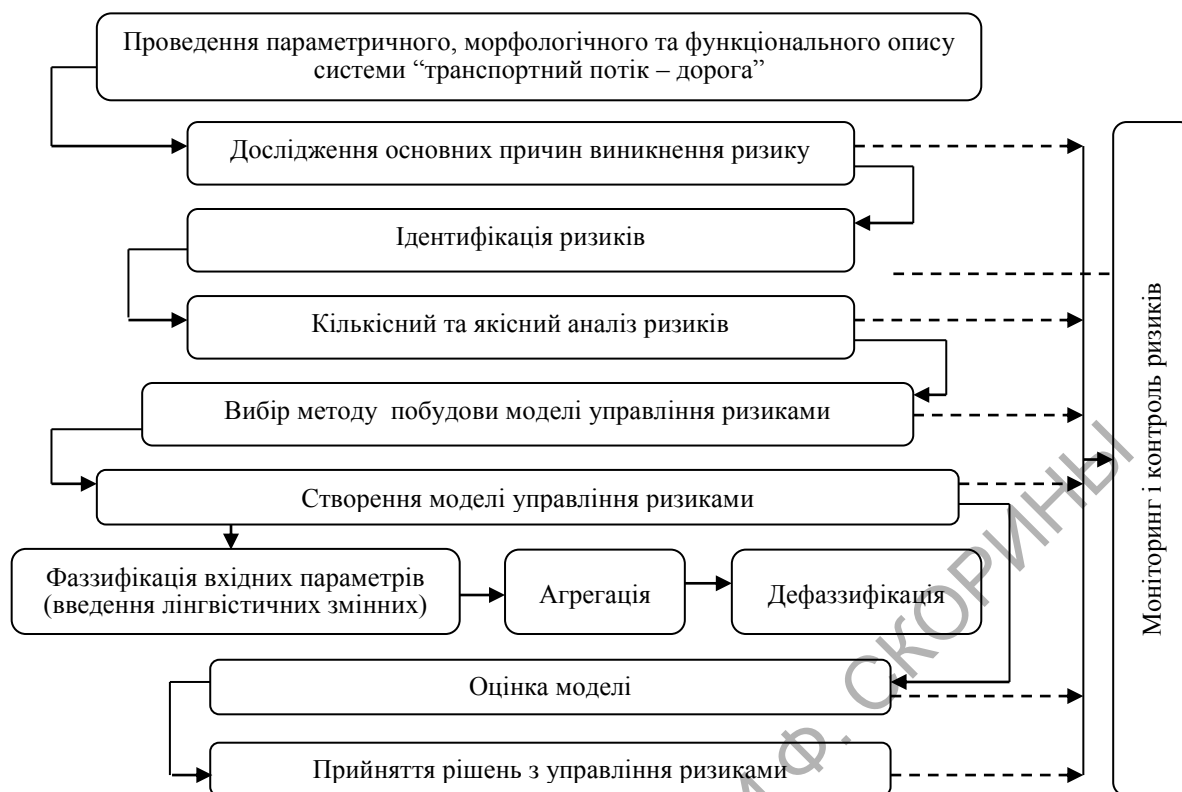 Проведення параметричного, морфологічного та функціонального опису
системи “транспортний потік – дорога”
Дослідження основних причин виникнення ризику
Ідентифікація ризиків
Кількісний та якісний аналіз ризиків
Вибір методу побудови моделі управління ризиками
Створення моделі управління ризиками
Фаззифікація вхідних параметрів
(введення лінгвістичних змінних)
Агрегація
Дефаззифікація
Оцінка моделі
Прийняття рішень з управління ризиками
Моніторинг і контроль ризиків
Ф. СКОРИНЫ